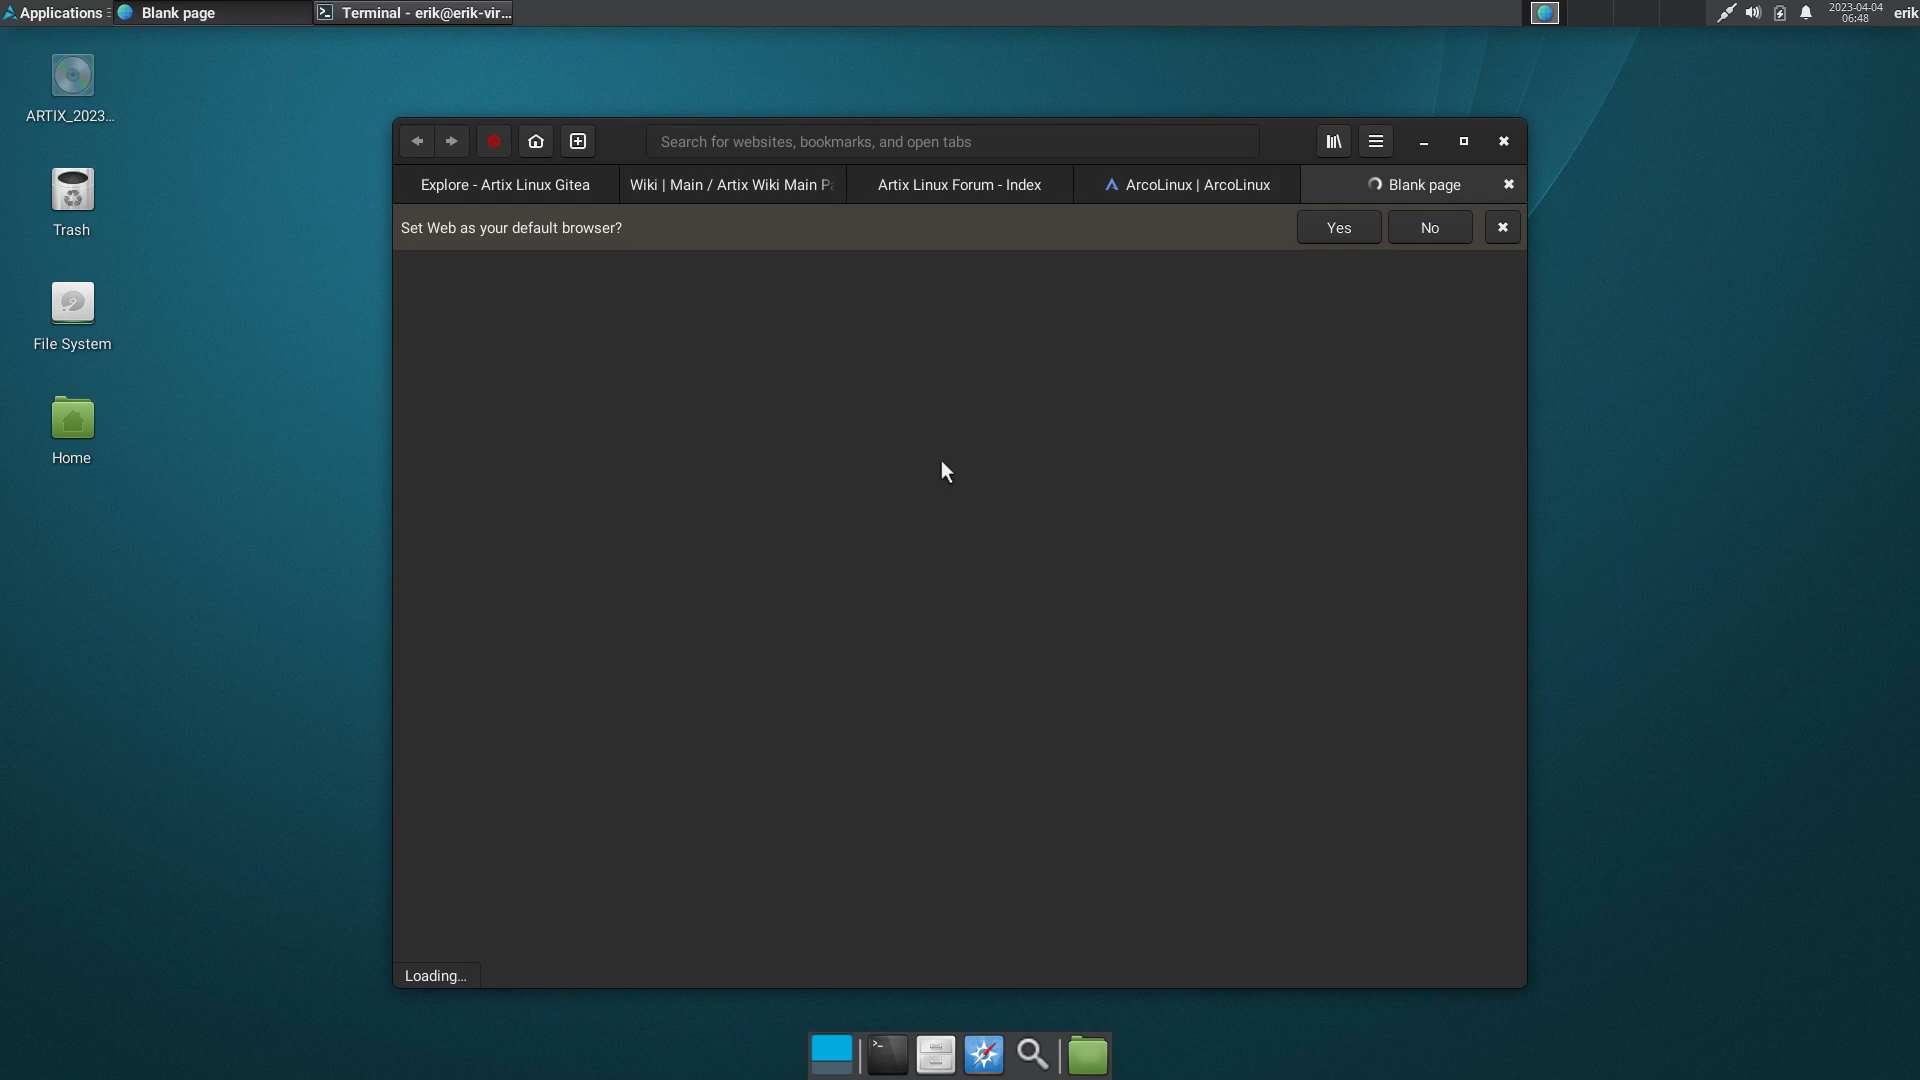 Applications
Blank page
Terminal - erik@erik-vir...
2023-04-04
06:48
erik
ARTIX_2023...
Trash
File System
Home
Search for websites, bookmarks, and open tabs
Explore - Artix Linux Gitea
Wiki | Main / Artix Wiki Main
Artix Linux Forum - Index
ArcoLinux | ArcoLinux
Blank page
Set Web as your default browser?
Yes
No
Loading...